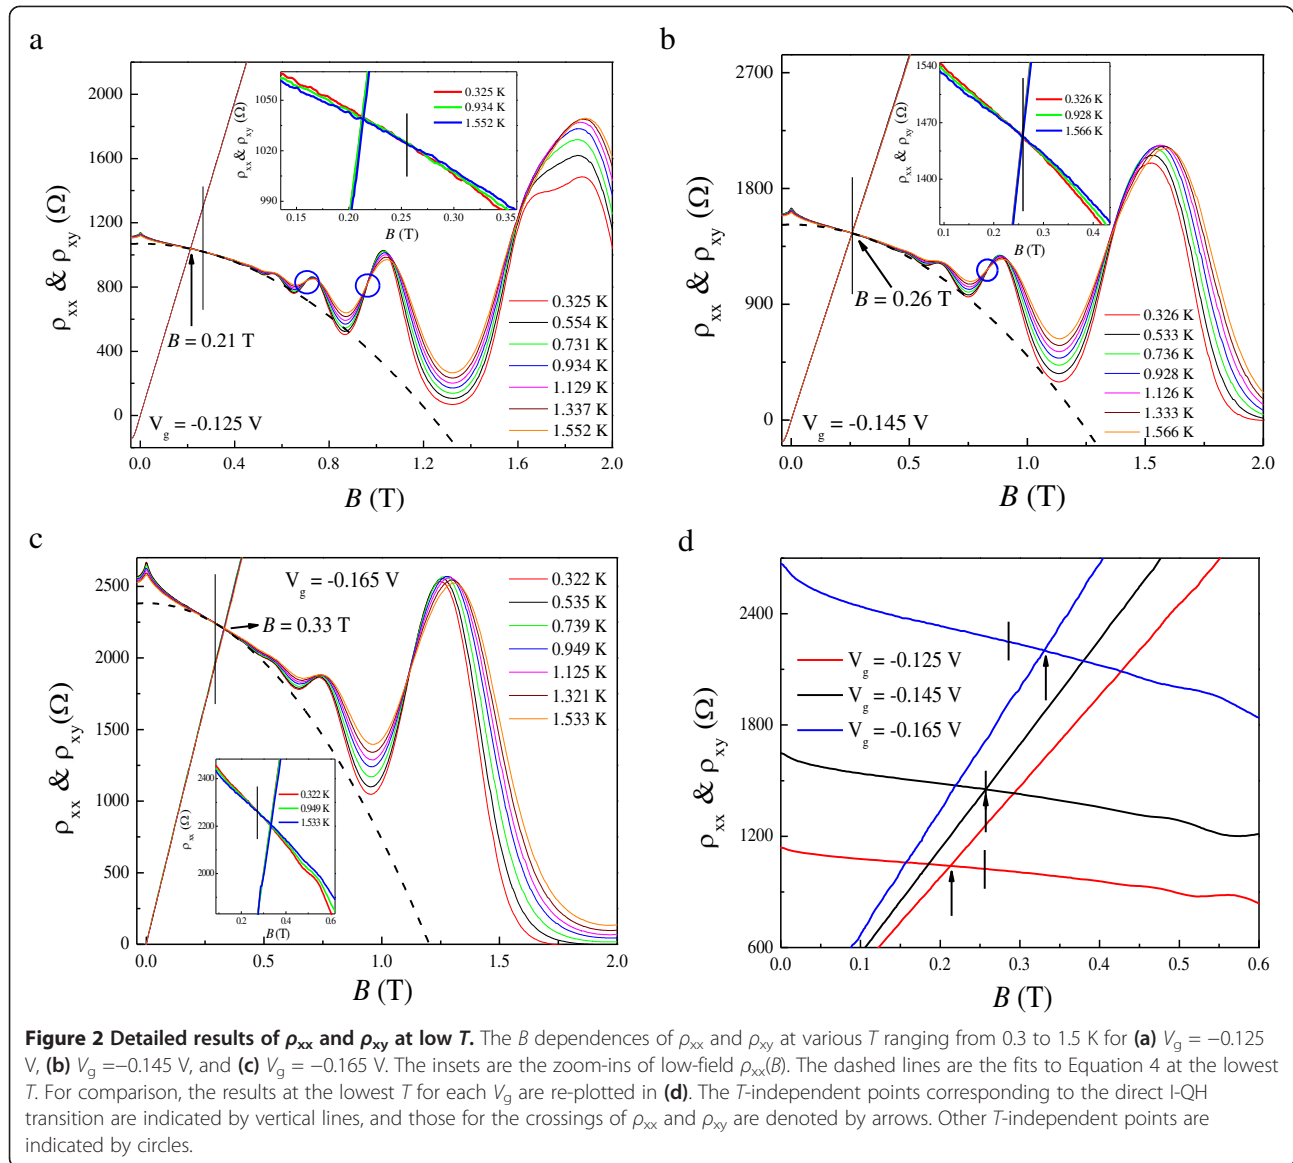 a
2200
1800
1400
1000
800
400
0
ρxx & ρxy (Ω)
0.0 0.4 0.8 1.2 1.6 2.0
B (T)
B = 0.21 T
Vg = -0.125 V
0.325 K
0.554 K
0.731 K
0.934 K
1.129 K
1.337 K
1.552 K
1050
1020
990
ρxx & ρxy (Ω)
0.15 0.20 0.25 0.30 0.35
B (T)
0.325 K
0.934 K
1.552 K
b
2700
1800
900
0
ρxx & ρxy (Ω)
0.0 0.5 1.0 1.5 2.0
B (T)
B = 0.26 T
Vg = -0.145 V
0.326 K
0.533 K
0.736 K
0.928 K
1.126 K
1.333 K
1.566 K
1540
1470
1400
ρxx & ρxy (Ω)
0.1 0.2 0.3 0.4
B (T)
0.326 K
0.928 K
1.566 K
c
2500
2000
1500
1000
500
0
ρxx & ρxy (Ω)
0.0 0.5 1.0 1.5 2.0
B (T)
Vg = -0.165 V
B = 0.33 T
0.322 K
0.535 K
0.739 K
0.949 K
1.125 K
1.321 K
1.533 K
2400
2200
2000
ρxx (Ω)
0.2 0.4 0.6
B (T)
0.322 K
0.949 K
1.533 K
d
2400
1800
1200
600
ρxx & ρxy (Ω)
0.0 0.1 0.2 0.3 0.4 0.5 0.6
B (T)
Vg = -0.125 V
Vg = -0.145 V
Vg = -0.165 V
Figure 2 Detailed results of ρxx and ρxy at low T. The B dependences of ρxx and ρxy at various T ranging from 0.3 to 1.5 K for (a) Vg = −0.125
V, (b) Vg =−0.145 V, and (c) Vg = −0.165 V. The insets are the zoom-ins of low-field ρxx(B). The dashed lines are the fits to Equation 4 at the lowest
T. For comparison, the results at the lowest T for each Vg are re-plotted in (d). The T-independent points corresponding to the direct I-QH
transition are indicated by vertical lines, and those for the crossings of ρxx and ρxy are denoted by arrows. Other T-independent points are
indicated by circles.